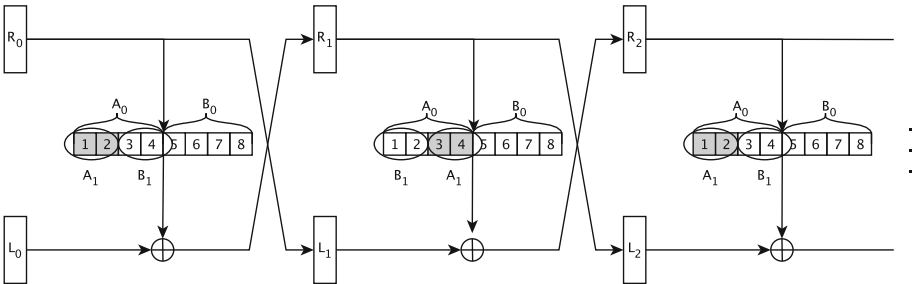 R0 R1 R2
A0 B0 A0 B0 A0 B0
1 2 3 4 5 6 7 8 1 2 3 4 5 6 7 8 1 2 3 4 5 6 7 8
A1 B1 B1 A1 A1 B1
L0 L1 L2